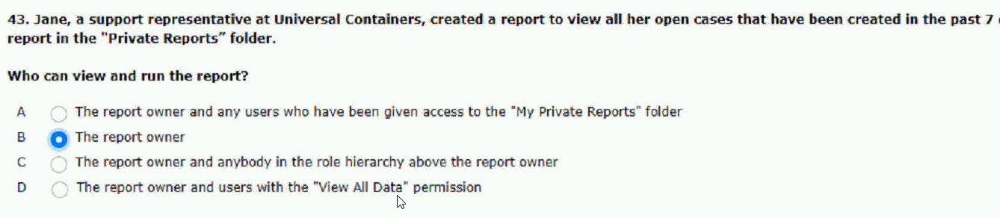 43. Jane, a support representative at Universal Containers, created a report to view all her open cases that have been created in the past 7
report in the "Private Reports” folder.
Who can view and run the report?
A The report owner and any users who have been given access to the "My Private Reports" folder
B The report owner
C The report owner and anybody in the role hierarchy above the report owner
D The report owner and users with the "View All Data" permission